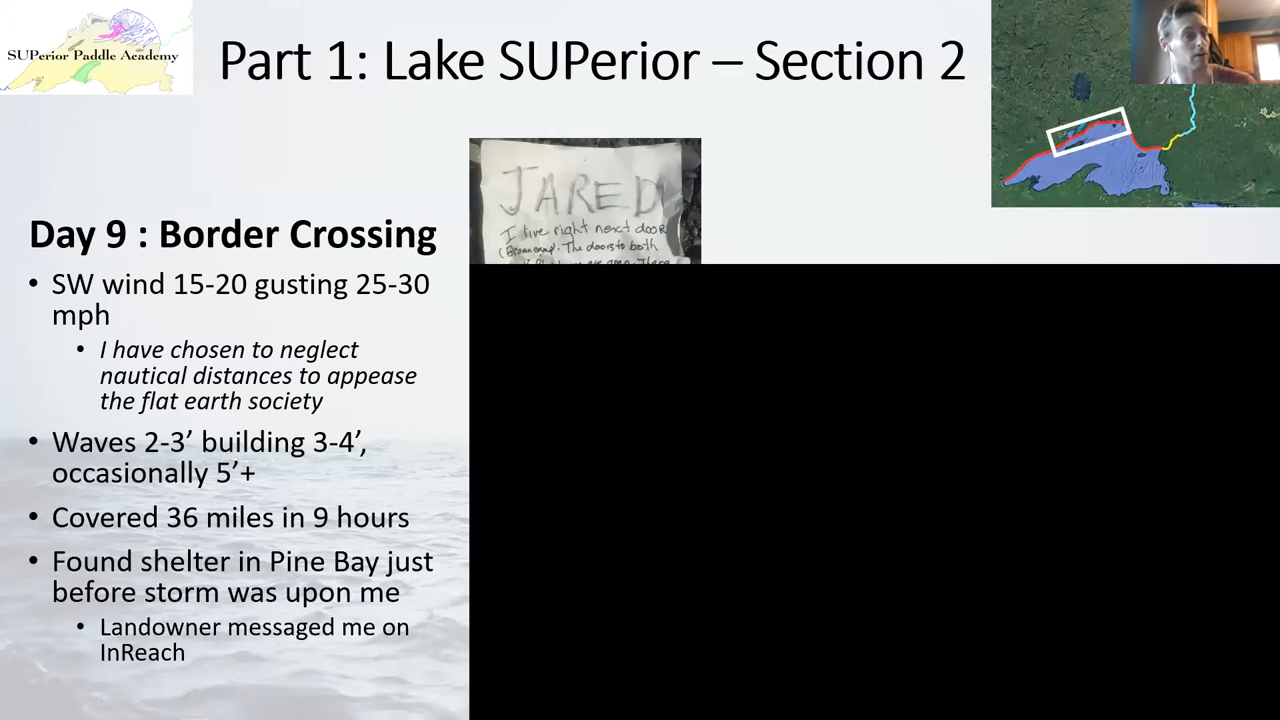 SUPerior Paddle Academy
Part 1: Lake SUPerior – Section 2
Day 9 : Border Crossing
• SW wind 15-20 gusting 25-30
mph
• I have chosen to neglect
nautical distances to appease
the flat earth society
• Waves 2-3’ building 3-4’,
occasionally 5’+
• Covered 36 miles in 9 hours
• Found shelter in Pine Bay just
before storm was upon me
• Landowner messaged me on
InReach
JARED
I live right next door
The doors to both